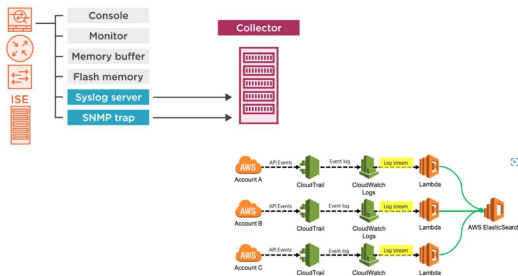 Console
Monitor
Memory buffer
Flash memory
Syslog server
SNMP trap
ISE
Collector
AWS
Account A
API Events
CloudTrail
Event log
CloudWatch
Logs
Log stream
Lambda
AWS
Account B
API Events
CloudTrail
Event log
CloudWatch
Logs
Log stream
Lambda
AWS ElasticSearch
AWS
Account C
API Events
CloudTrail
Event log
CloudWatch
Log stream
Lambda